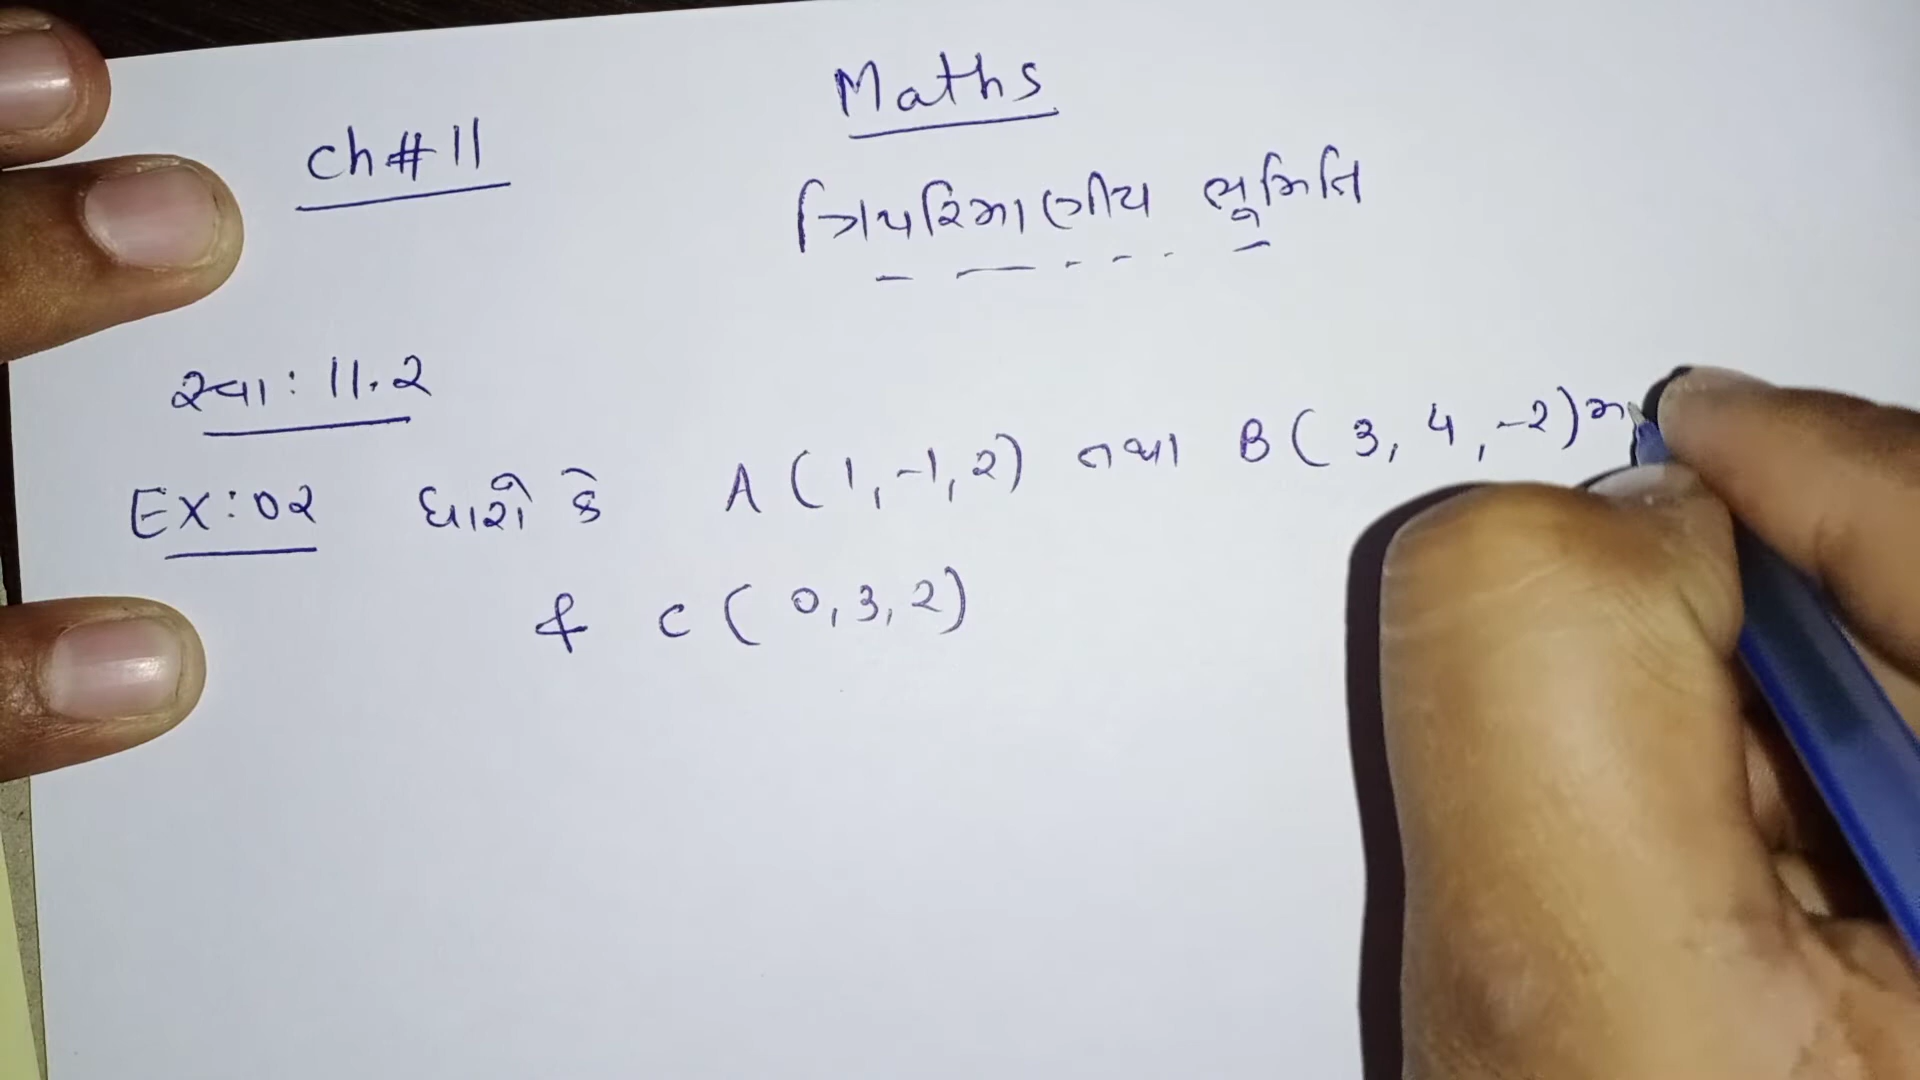 Maths
ch#11
ત્રિપરિમાણીય ભૂમિતિ
સ્વા: 11.2
Ex: 02 ધારો કે A (1, -1, 2) તથા B ( 3, 4, -2)
& C ( 0, 3, 2)